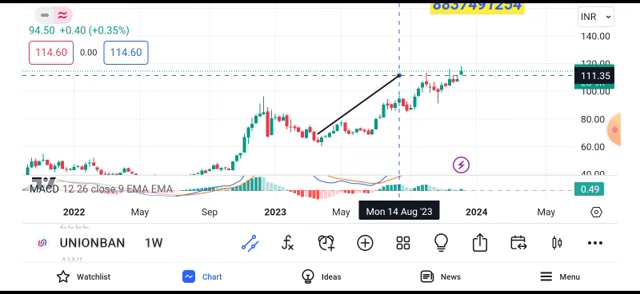 8837491254
INR
94.50 +0.40 (+0.35%)
140.00
114.60 0.00 114.60
120.00
111.35
100.00
80.00
60.00
40.00
MACD 12 26 close 9 EMA EMA
0.49
2022 May Sep 2023 May Mon 14 Aug '23 2024 May
UNIONBAN 1W
Watchlist Chart Ideas News Menu